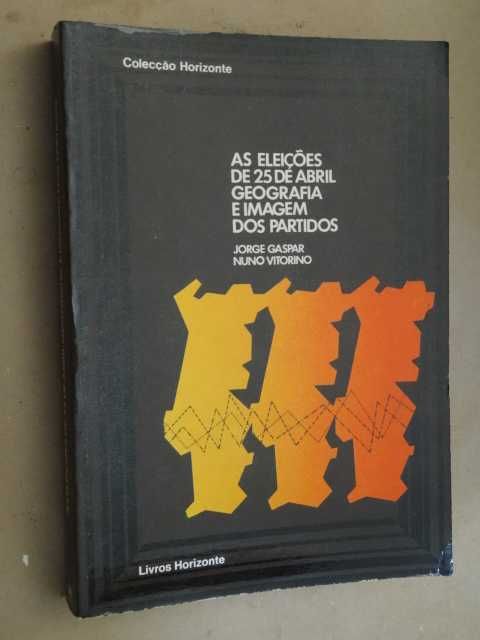 Colecção Horizonte
AS ELEIÇÕES
DE 25 DE ABRIL
GEOGRAFIA
E IMAGEM
DOS PARTIDOS
JORGE GASPAR
NUNO VITORINO
Livros Horizonte